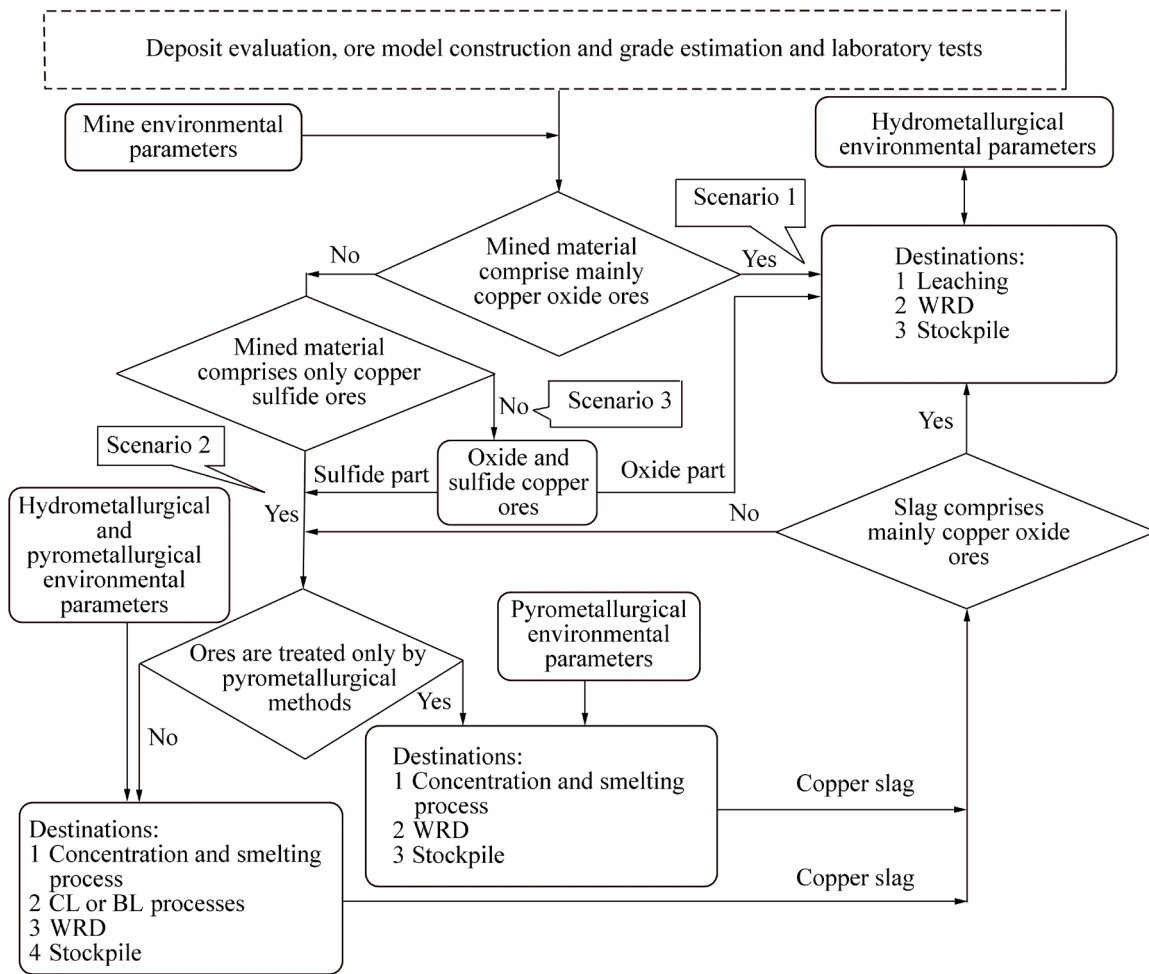 Deposit evaluation, ore model construction and grade estimation and laboratory tests
Mine environmental
parameters
Hydrometallurgical
environmental parameters
Scenario 1
Mined material
comprise mainly
copper oxide ores
No
Yes
Destinations:
1 Leaching
2 WRD
3 Stockpile
Mined material
comprises only copper
sulfide ores
No
Scenario 3
Scenario 2
Sulfide part
Oxide and
sulfide copper
ores
Oxide part
Yes
Yes
No
Slag comprises
mainly copper oxide
ores
Hydrometallurgical
and
pyrometallurgical
environmental
parameters
Pyrometallurgical
environmental
parameters
Ores are treated only by
pyrometallurgical
methods
Yes
No
Destinations:
1 Concentration and smelting
process
2 WRD
3 Stockpile
Copper slag
Destinations:
1 Concentration and smelting
process
2 CL or BL processes
3 WRD
4 Stockpile
Copper slag